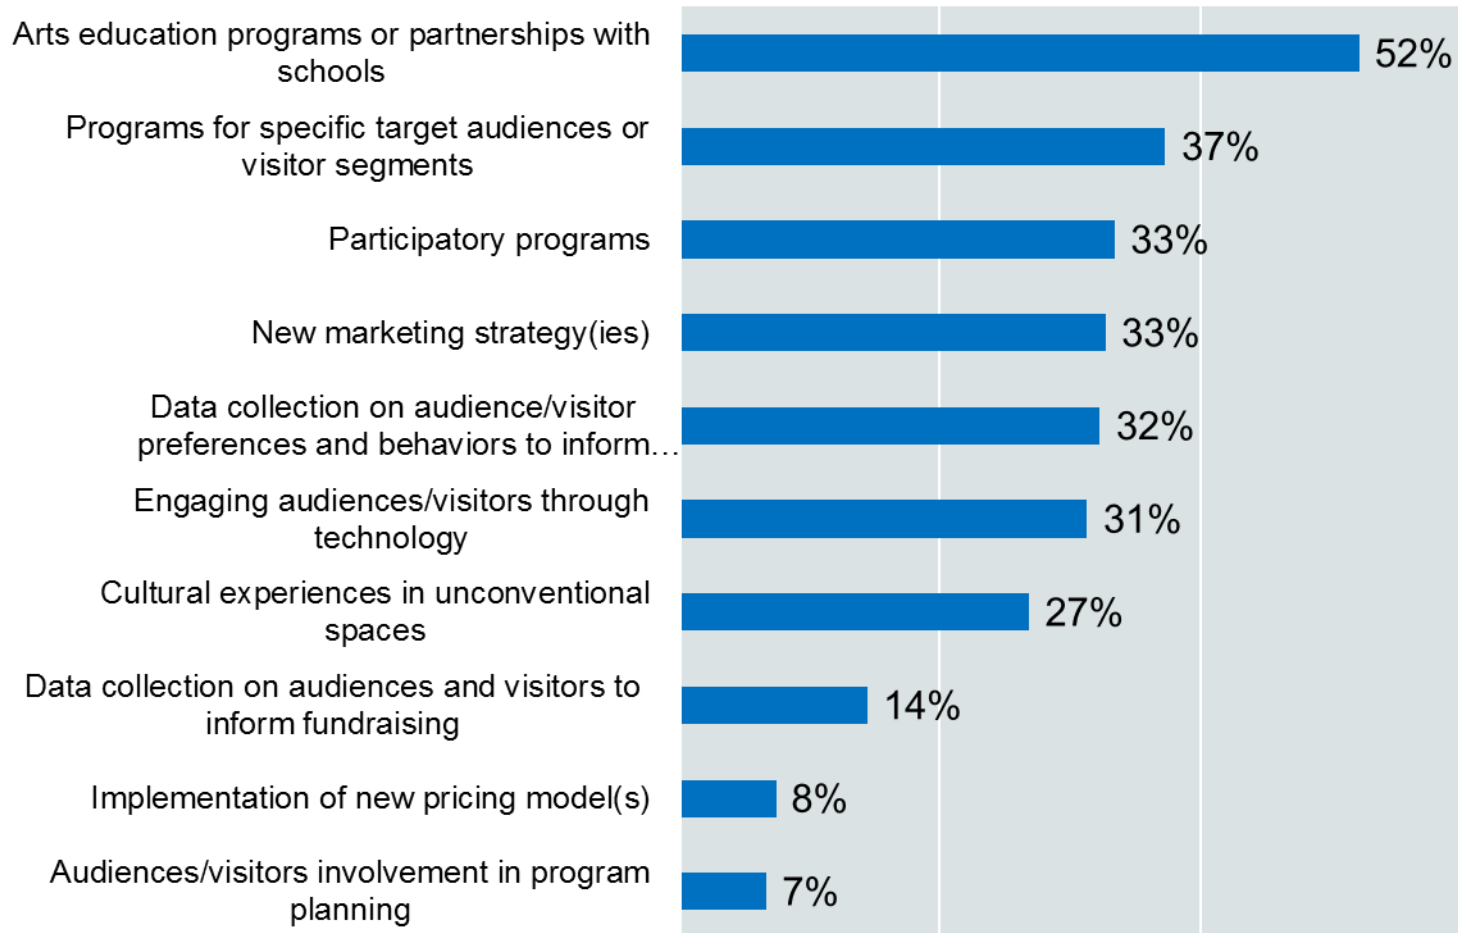 Arts education programs or partnerships with
schools
52%
Programs for specific target audiences or
visitor segments
37%
Participatory programs
33%
New marketing strategy(ies)
33%
Data collection on audience/visitor
preferences and behaviors to inform...
32%
Engaging audiences/visitors through
technology
31%
Cultural experiences in unconventional
spaces
27%
Data collection on audiences and visitors to
inform fundraising
14%
Implementation of new pricing model(s)
8%
Audiences/visitors involvement in program
planning
7%